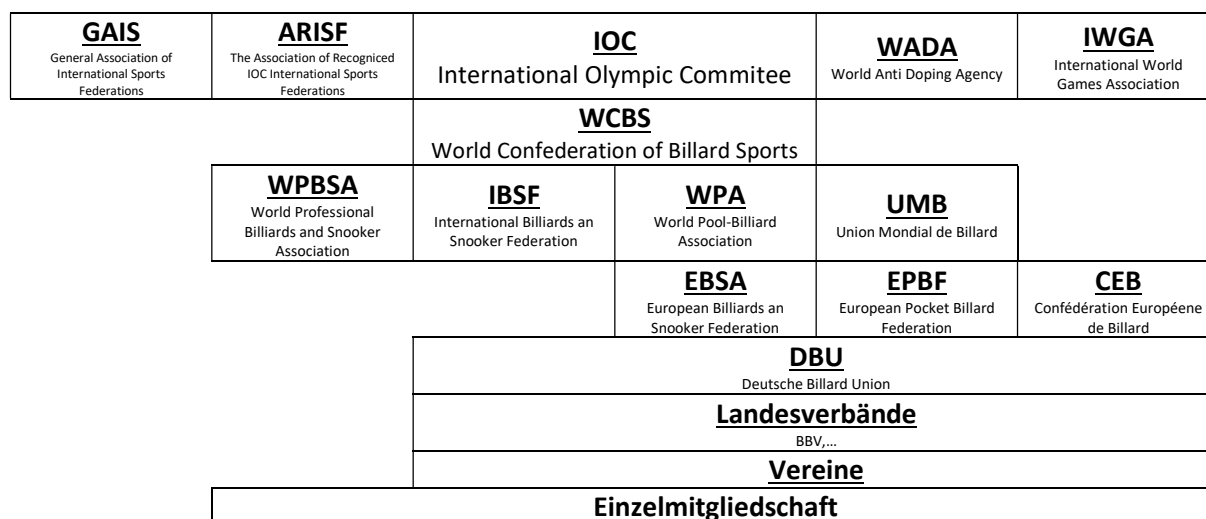 GAIS
General Association of
International Sports
Federations
ARISF
The Association of Recogniced
IOC International Sports
Federations
IOC
International Olympic Commitee
WADA
World Anti Doping Agency
IWGA
International World
Games Association
WCBS
World Confederation of Billard Sports
WPBSA
World Professional
Billiards and Snooker
Association
IBSF
International Billiards an
Snooker Federation
WPA
World Pool-Billiard
Association
UMB
Union Mondial de Billard
EBSA
European Billiards an
Snooker Federation
EPBF
European Pocket Billard
Federation
CEB
Confédération Européene
de Billard
DBU
Deutsche Billard Union
Landesverbände
BBV,...
Vereine
Einzelmitgliedschaft